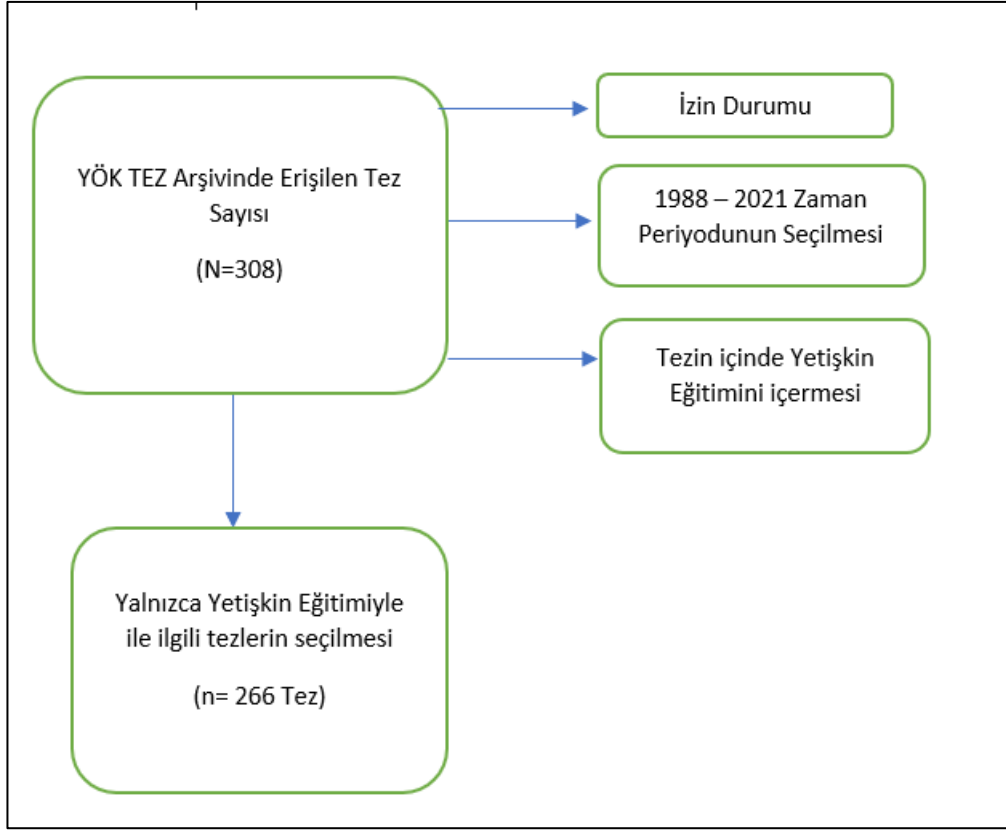 YÖK TEZ Arşivinde Erişilen Tez
Sayısı
(N=308)
İzin Durumu
1988 – 2021 Zaman
Periyodunun Seçilmesi
Tezin içinde Yetişkin
Eğitimini içermesi
Yalnızca Yetişkin Eğitimiyle
ile ilgili tezlerin seçilmesi
(n= 266 Tez)